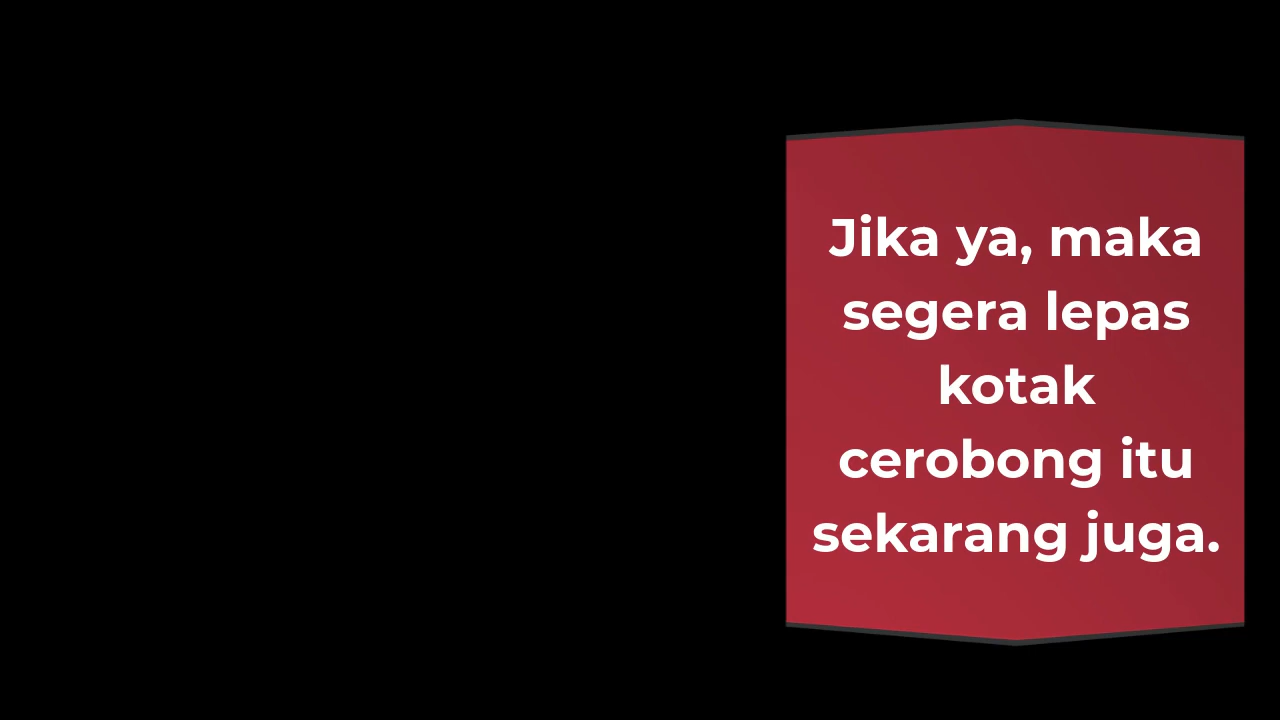 Jika ya, maka
segera lepas
kotak
cerobong itu
sekarang juga.